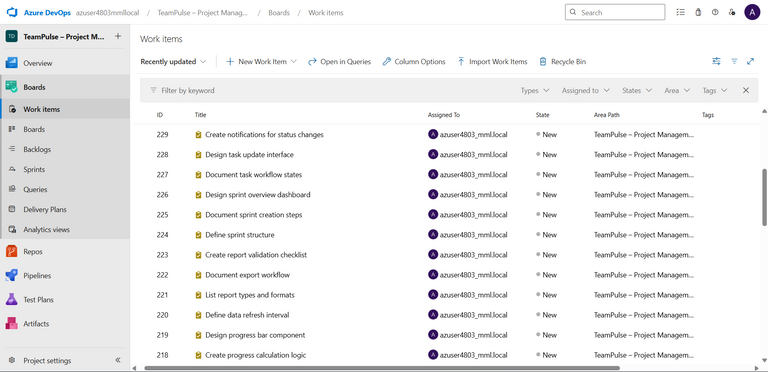 Azure DevOps azuser4803mmllocal / TeamPulse – Project Manag... / Boards / Work items Search A
TD TeamPulse – Project M... +
Overview
Boards
Work items
Boards
Backlogs
Sprints
Queries
Delivery Plans
Analytics views
Repos
Pipelines
Test Plans
Artifacts
Project settings
Work items
Recently updated New Work Item Open in Queries Column Options Import Work Items Recycle Bin
Filter by keyword Types Assigned to States Area Tags
ID Title Assigned To State Area Path Tags
229 Create notifications for status changes A azuser4803_mml.local New TeamPulse – Project Managem...
228 Design task update interface A azuser4803_mml.local New TeamPulse – Project Managem...
227 Document task workflow states A azuser4803_mml.local New TeamPulse – Project Managem...
226 Design sprint overview dashboard A azuser4803_mml.local New TeamPulse – Project Managem...
225 Document sprint creation steps A azuser4803_mml.local New TeamPulse – Project Managem...
224 Define sprint structure A azuser4803_mml.local New TeamPulse – Project Managem...
223 Create report validation checklist A azuser4803_mml.local New TeamPulse – Project Managem...
222 Document export workflow A azuser4803_mml.local New TeamPulse – Project Managem...
221 List report types and formats A azuser4803_mml.local New TeamPulse – Project Managem...
220 Define data refresh interval A azuser4803_mml.local New TeamPulse – Project Managem...
219 Design progress bar component A azuser4803_mml.local New TeamPulse – Project Managem...
218 Create progress calculation logic A azuser4803_mml.local New TeamPulse – Project Managem...